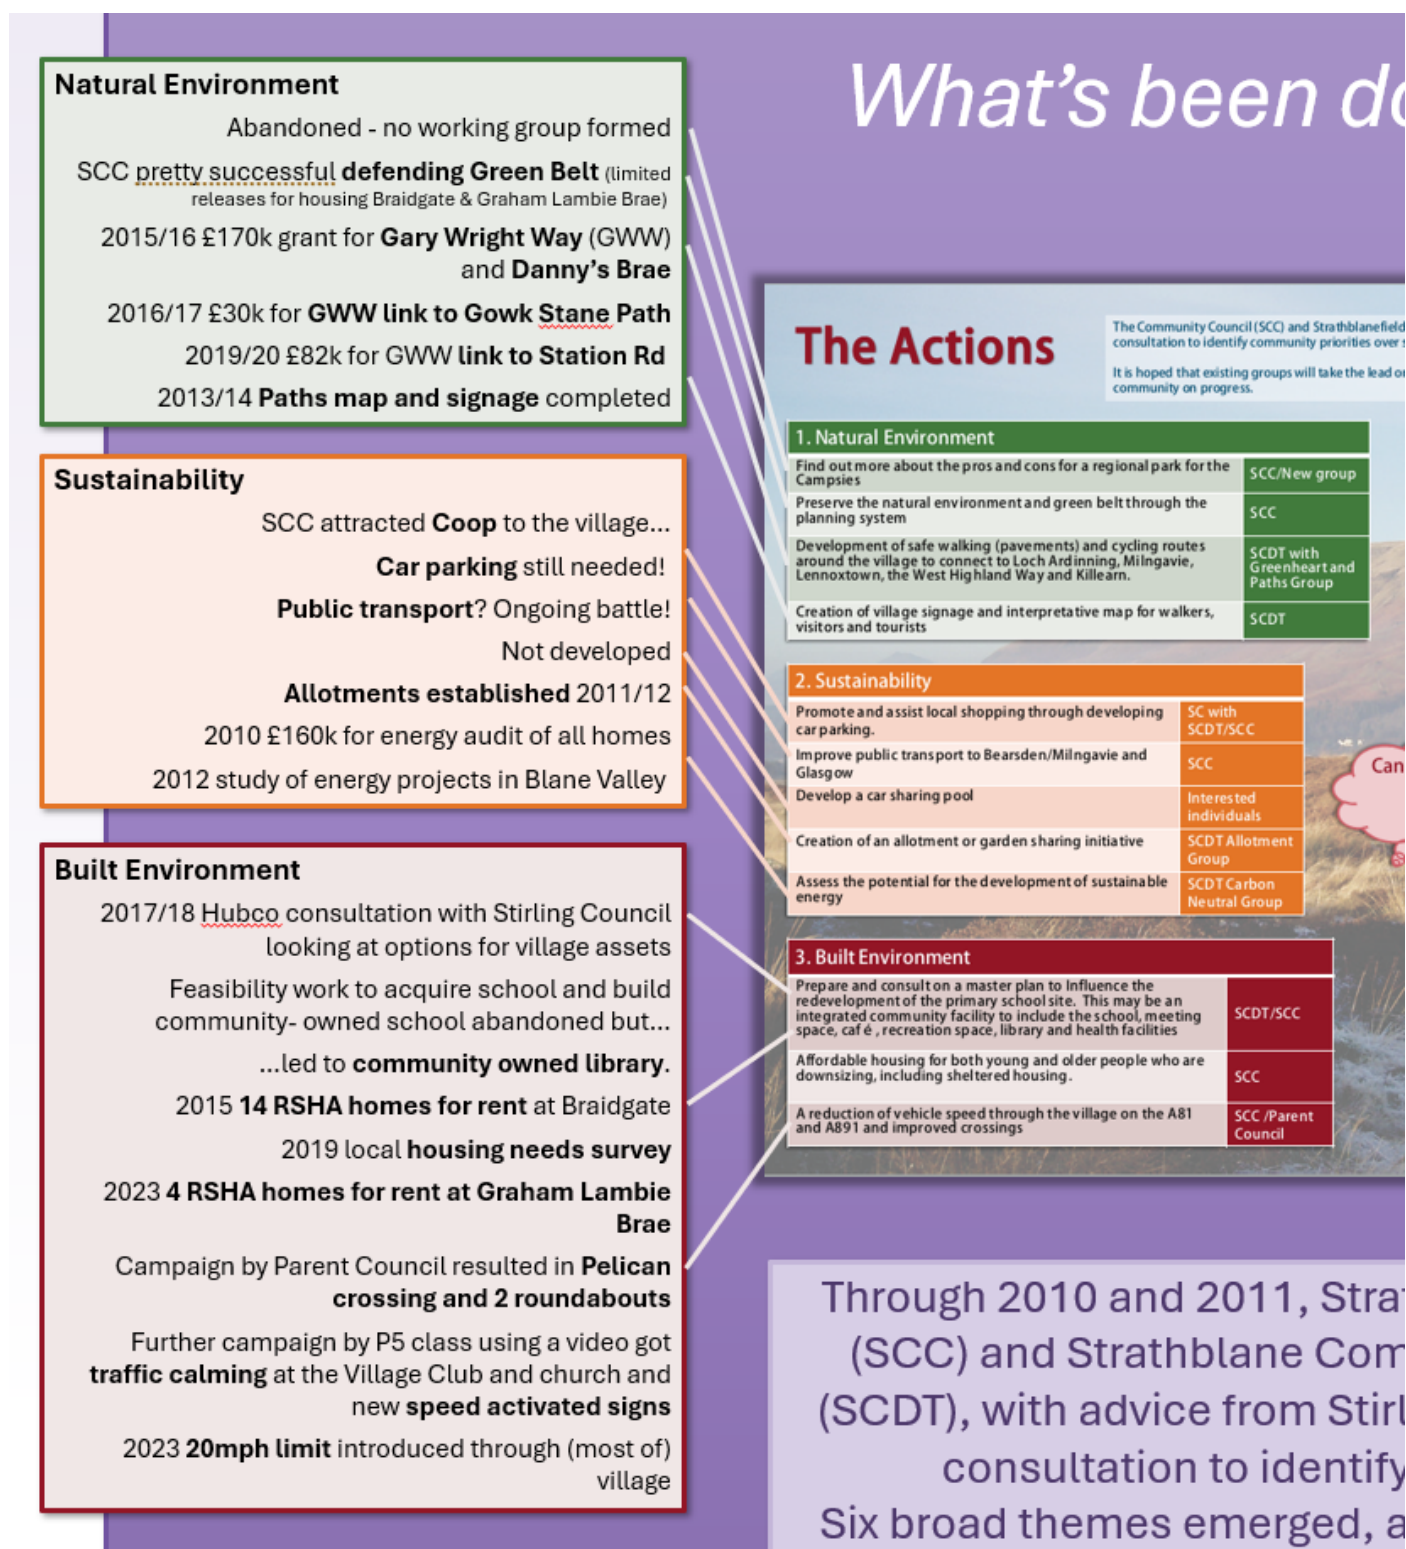 What's been do
Natural Environment
Abandoned - no working group formed
SCC pretty successful defending Green Belt (limited
releases for housing Braidgate & Graham Lambie Brae)
2015/16 £170k grant for Gary Wright Way (GWW)
and Danny's Brae
2016/17 £30k for GWW link to Gowk Stane Path
2019/20 £82k for GWW link to Station Rd
2013/14 Paths map and signage completed
Sustainability
SCC attracted Coop to the village...
Car parking still needed!
Public transport? Ongoing battle!
Not developed
Allotments established 2011/12
2010 £160k for energy audit of all homes
2012 study of energy projects in Blane Valley
Built Environment
2017/18 Hubco consultation with Stirling Council
looking at options for village assets
Feasibility work to acquire school and build
community- owned school abandoned but...
...led to community owned library.
2015 14 RSHA homes for rent at Braidgate
2019 local housing needs survey
2023 4 RSHA homes for rent at Graham Lambie
Brae
Campaign by Parent Council resulted in Pelican
crossing and 2 roundabouts
Further campaign by P5 class using a video got
traffic calming at the Village Club and church and
new speed activated signs
2023 20mph limit introduced through (most of)
village
The Actions
The Community Council (SCC) and Strathblanefield
consultation to identify community priorities over
It is hoped that existing groups will take the lead
community on progress.
1. Natural Environment
Find out more about the pros and cons for a regional park for the
Campsies
SCC/New group
Preserve the natural environment and green belt through the
planning system
SCC
Development of safe walking (pavements) and cycling routes
around the village to connect to Loch Ardinning, Milngavie,
Lennoxtown, the West Highland Way and Killearn.
SCDT with
Greenheart and
Paths Group
Creation of village signage and interpretative map for walkers,
visitors and tourists
SCDT
2. Sustainability
Promote and assist local shopping through developing
car parking.
SC with
SCDT/SCC
Improve public transport to Bearsden/Milngavie and
Glasgow
SCC
Develop a car sharing pool
Interested
individuals
Creation of an allotment or garden sharing initiative
SCDT Allotment
Group
Assess the potential for the development of sustainable
energy
SCDT Carbon
Neutral Group
Can
3. Built Environment
Prepare and consult on a master plan to Influence the
redevelopment of the primary school site. This may be an
integrated community facility to include the school, meeting
space, café, recreation space, library and health facilities
SCDT/SCC
Affordable housing for both young and older people who are
downsizing, including sheltered housing.
SCC
A reduction of vehicle speed through the village on the A81
and A891 and improved crossings
SCC /Parent
Council
Through 2010 and 2011, Strat
(SCC) and Strathblane Com
(SCDT), with advice from Stirl
consultation to identify
Six broad themes emerged, a